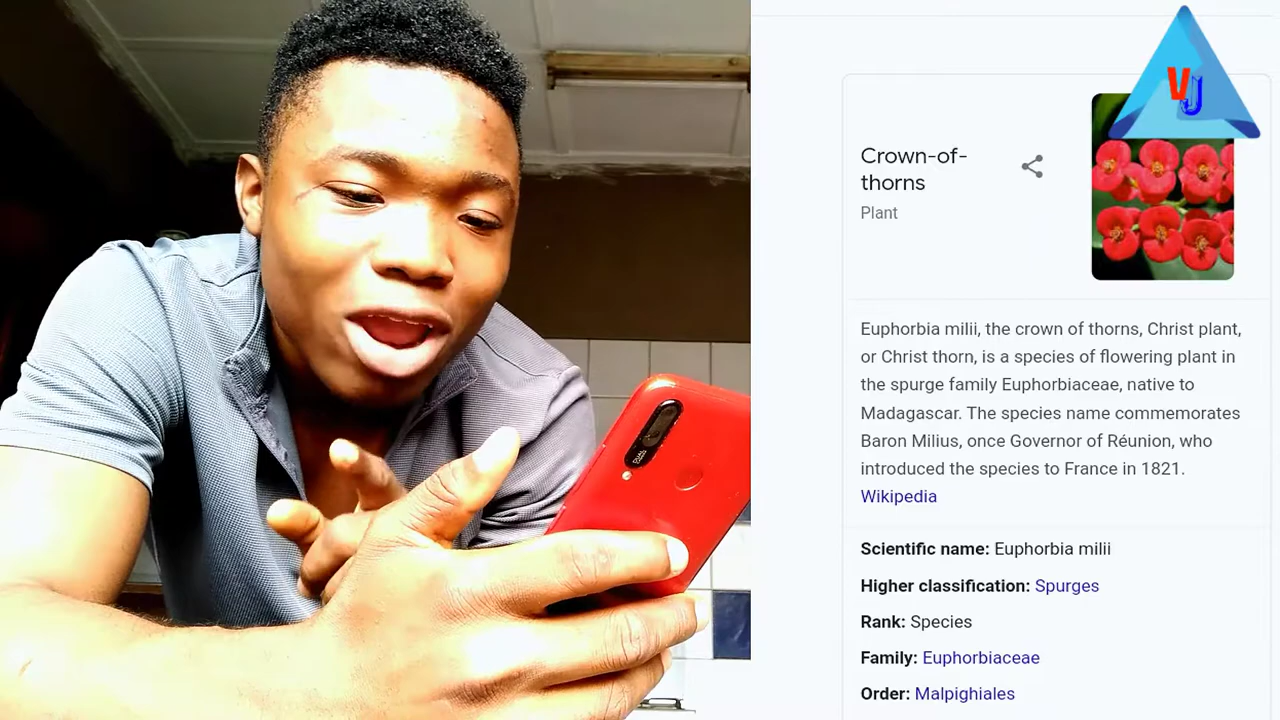 VJ
Crown-of-
thorns
Plant
Euphorbia milii, the crown of thorns, Christ plant,
or Christ thorn, is a species of flowering plant in
the spurge family Euphorbiaceae, native to
Madagascar. The species name commemorates
Baron Milius, once Governor of Réunion, who
introduced the species to France in 1821.
Wikipedia
Scientific name: Euphorbia milii
Higher classification: Spurges
Rank: Species
Family: Euphorbiaceae
Order: Malpighiales